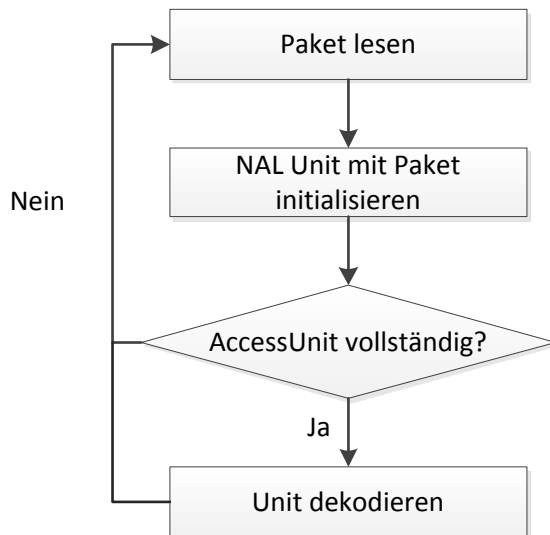 Paket lesen
NAL Unit mit Paket
initialisieren
Nein
AccessUnit vollständig?
Ja
Unit dekodieren